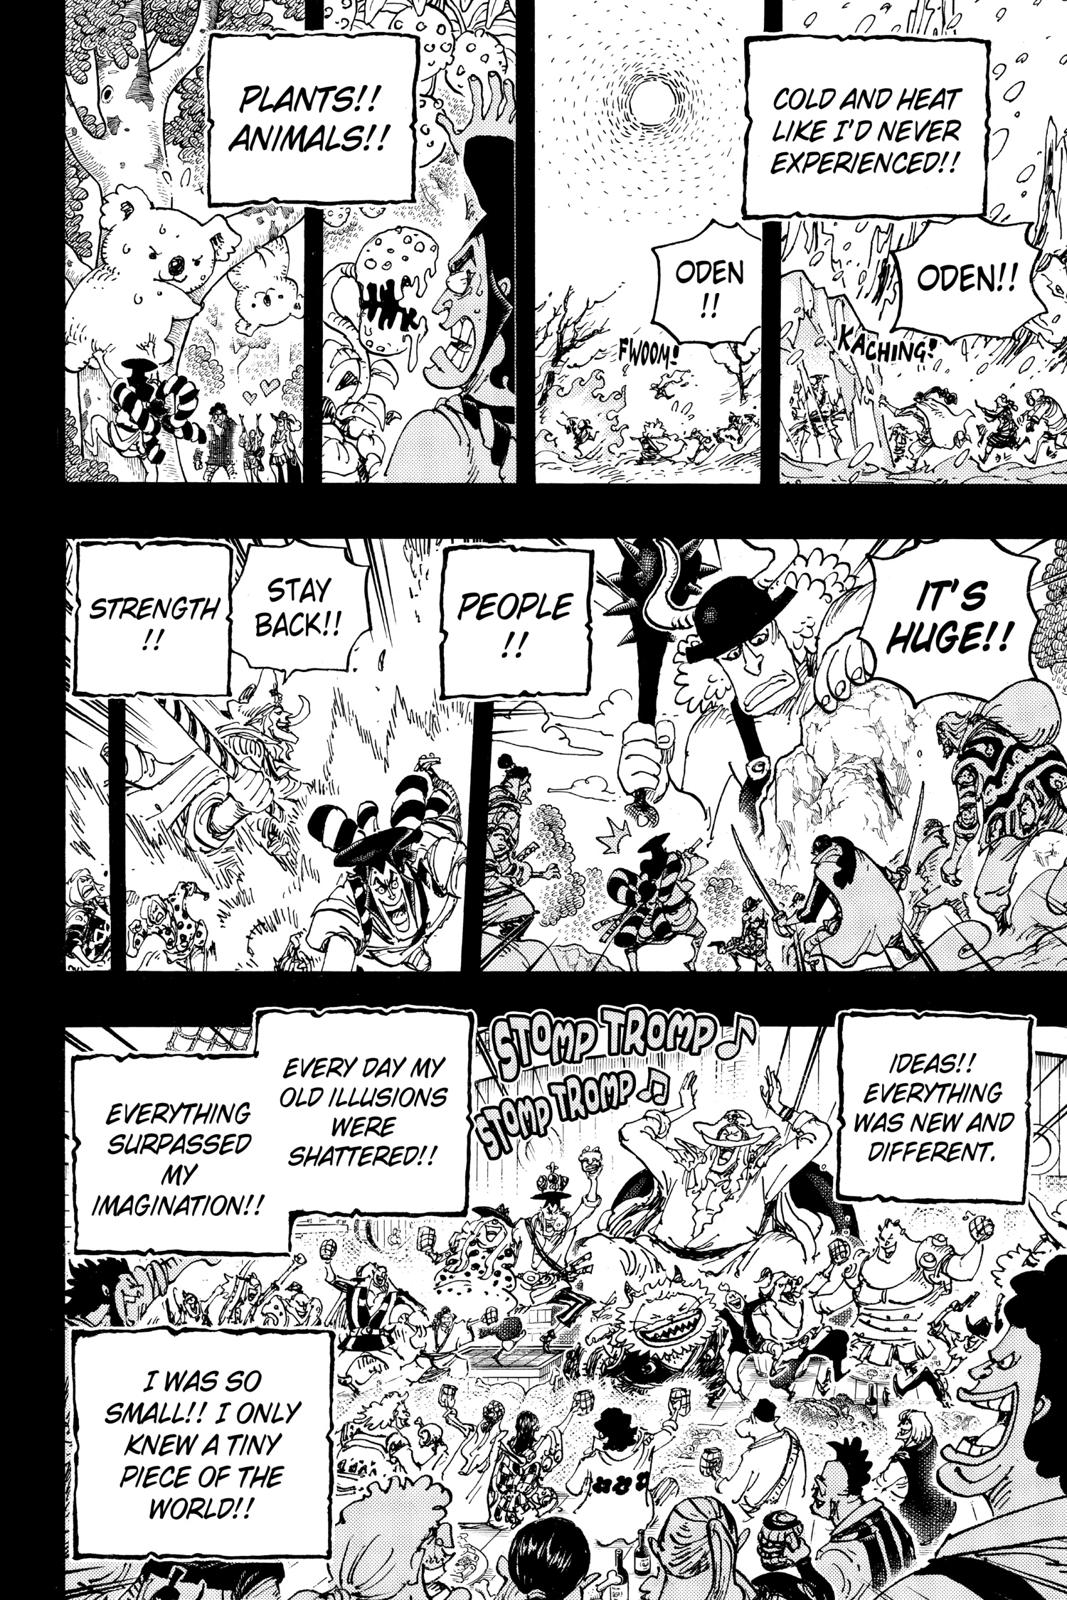 COLD AND HEAT
LIKE I'D NEVER
EXPERIENCED!!
ODEN!!
KACHING!
ODEN
!!
FWOOM!
PLANTS!!
ANIMALS!!
IT'S
HUGE!!
PEOPLE
!!
STAY
BACK!!
STRENGTH
!!
IDEAS!!
EVERYTHING
WAS NEW AND
DIFFERENT.
STOMP TROMP♪
STOMP TROMP♫
EVERY DAY MY
OLD ILLUSIONS
WERE
SHATTERED!!
EVERYTHING
SURPASSED
MY
IMAGINATION!!
I WAS SO
SMALL!! I ONLY
KNEW A TINY
PIECE OF THE
WORLD!!